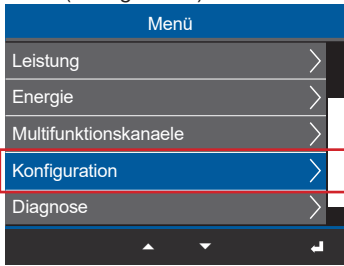 Menü
Leistung
Energie
Multifunktionskanaele
Konfiguration
Diagnose